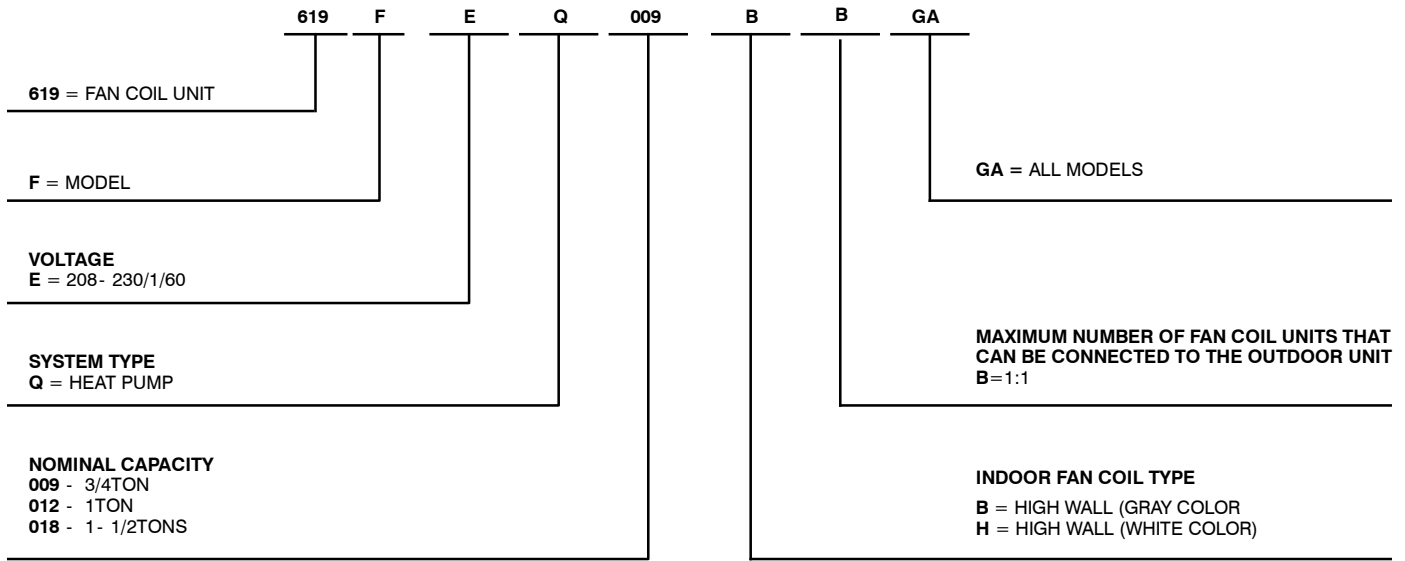 619 F E Q 009 B B GA
619 = FAN COIL UNIT
F = MODEL
VOLTAGE
E = 208- 230/1/60
SYSTEM TYPE
Q = HEAT PUMP
NOMINAL CAPACITY
009 - 3/4TON
012 - 1TON
018 - 1- 1/2TONS
GA = ALL MODELS
MAXIMUM NUMBER OF FAN COIL UNITS THAT
CAN BE CONNECTED TO THE OUTDOOR UNIT
B=1:1
INDOOR FAN COIL TYPE
B = HIGH WALL (GRAY COLOR
H = HIGH WALL (WHITE COLOR)